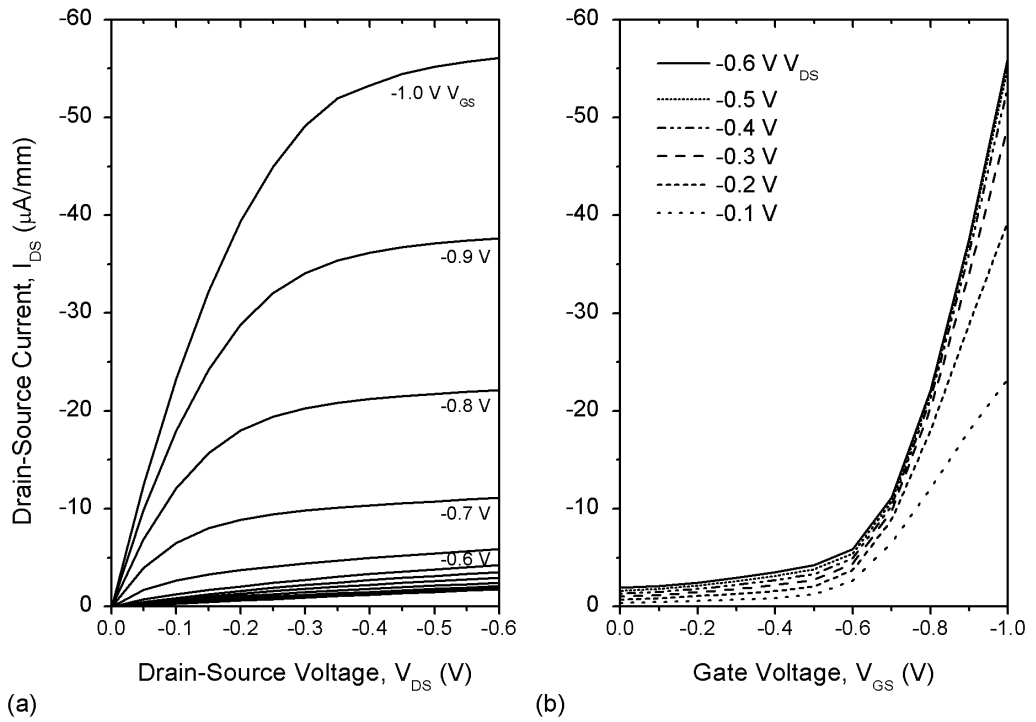 -60
-50
-40
-30
-20
-10
0
Drain-Source Current, I_DS (μA/mm)
-1.0 V V_GS
-0.9 V
-0.8 V
-0.7 V
-0.6 V
0.0 -0.1 -0.2 -0.3 -0.4 -0.5 -0.6
Drain-Source Voltage, V_DS (V)
(a)
-60
-50
-40
-30
-20
-10
0
-0.6 V V_DS
-0.5 V
-0.4 V
-0.3 V
-0.2 V
-0.1 V
0.0 -0.2 -0.4 -0.6 -0.8 -1.0
Gate Voltage, V_GS (V)
(b)